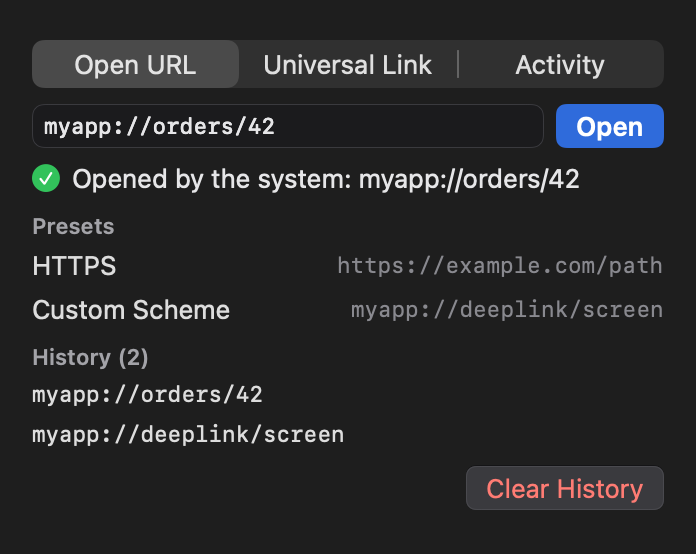 Open URL Universal Link Activity
myapp://orders/42 Open
Opened by the system: myapp://orders/42
Presets
HTTPS https://example.com/path
Custom Scheme myapp://deeplink/screen
History (2)
myapp://orders/42
myapp://deeplink/screen
Clear History